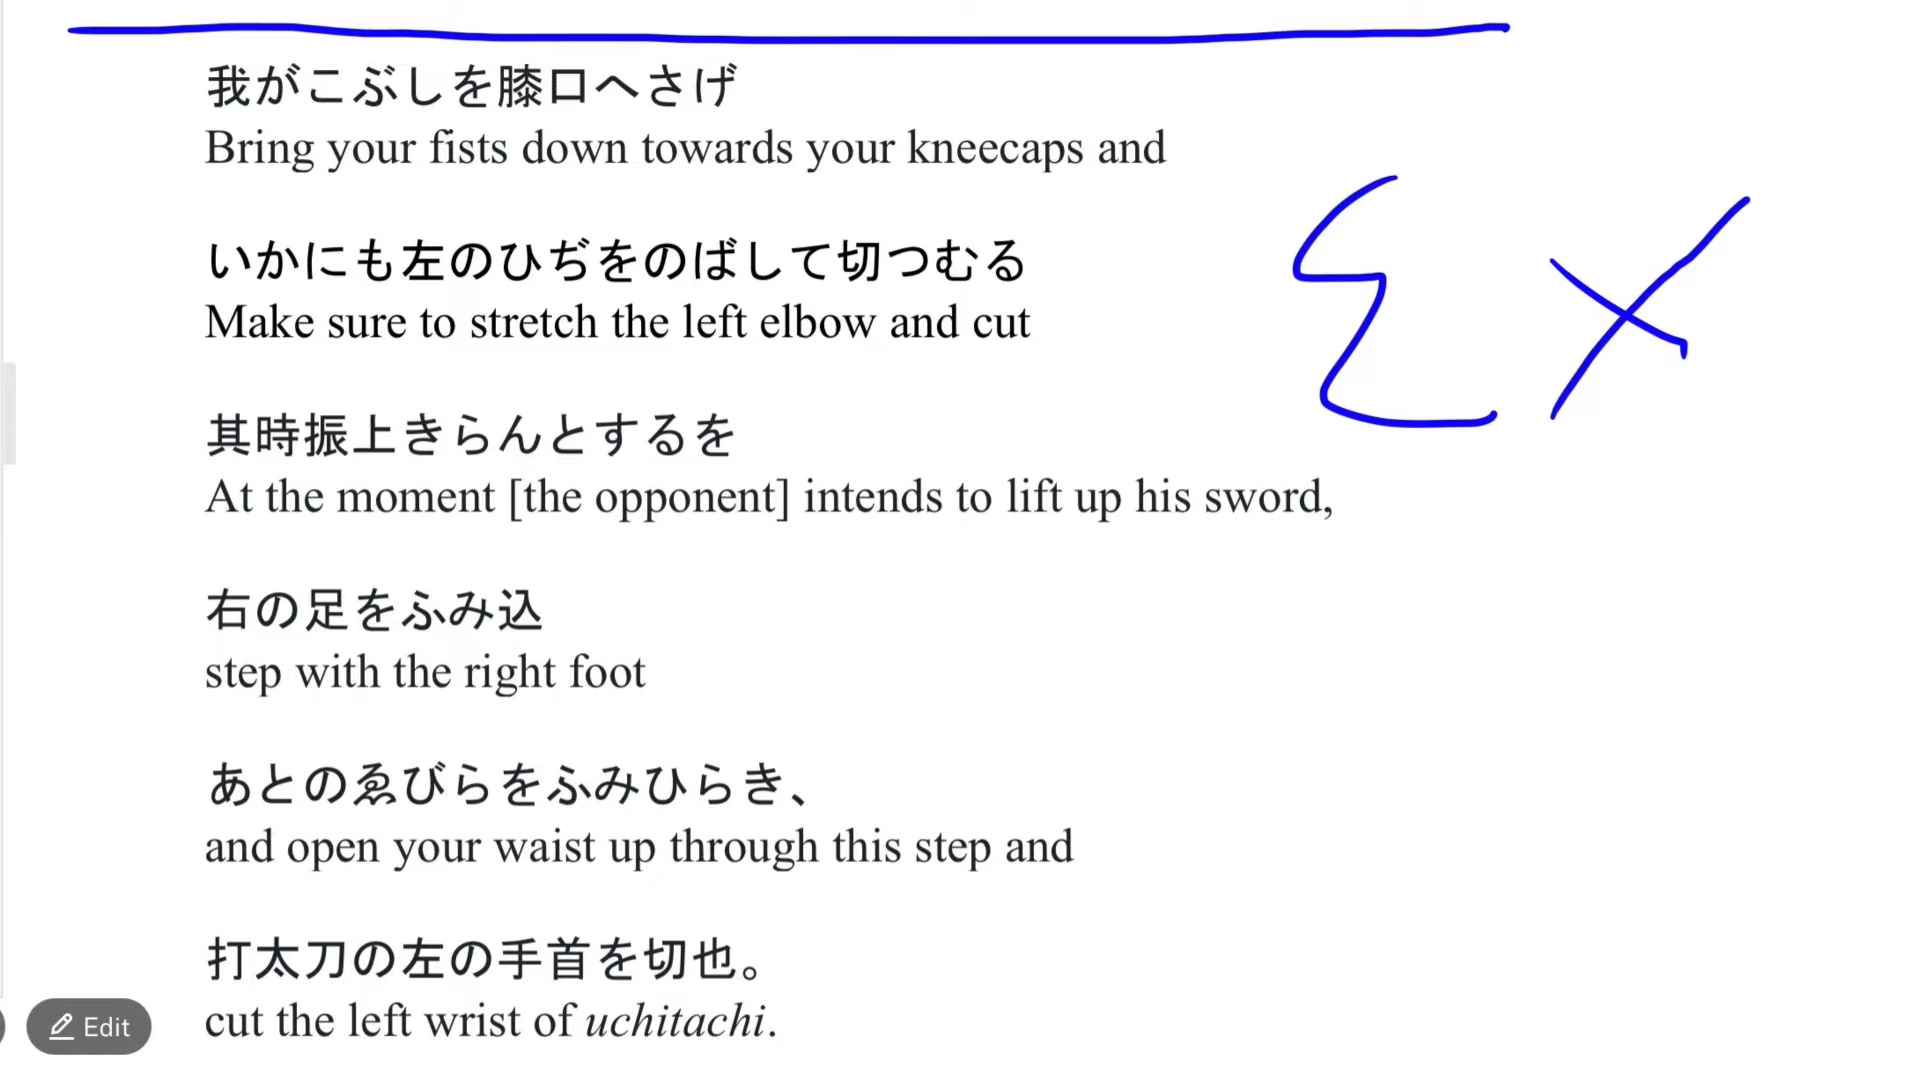 我がこぶしを膝口へさげ
Bring your fists down towards your kneecaps and
いかにも左のひぢをのばして切つむる
Make sure to stretch the left elbow and cut
Ex
其時振上きらんとするを
At the moment [the opponent] intends to lift up his sword,
右の足をふみ込
step with the right foot
あとのゑびらをふみひらき、
and open your waist up through this step and
打太刀の左の手首を切也。
cut the left wrist of uchitachi.
Edit